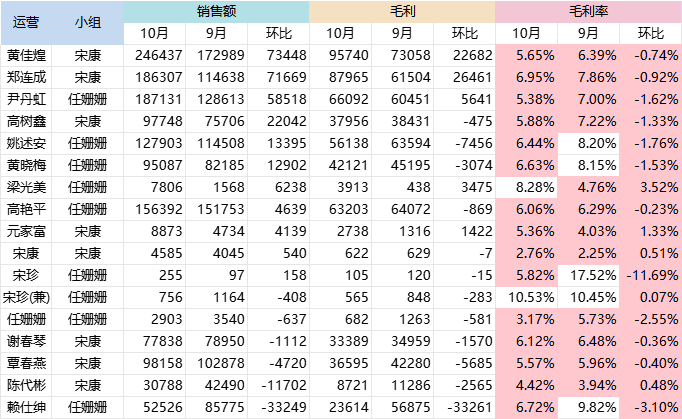 运营 小组 销售额 毛利 毛利率
10月 9月 环比 10月 9月 环比 10月 9月 环比
黄佳煌 宋康 246437 172989 73448 95740 73058 22682 5.65% 6.39% -0.74%
郑连成 宋康 186307 114638 71669 87965 61504 26461 6.95% 7.86% -0.92%
尹丹虹 任姗姗 187131 128613 58518 66092 60451 5641 5.38% 7.00% -1.62%
高树鑫 宋康 97748 75706 22042 37956 38431 -475 5.88% 7.22% -1.33%
姚述安 任姗姗 127903 114508 13395 56138 63594 -7456 6.44% 8.20% -1.76%
黄晓梅 任姗姗 95087 82185 12902 42121 45195 -3074 6.63% 8.15% -1.53%
梁光美 任姗姗 7806 1568 6238 3913 438 3475 8.28% 4.76% 3.52%
高艳平 任姗姗 156392 151753 4639 63203 64072 -869 6.06% 6.29% -0.23%
元家富 宋康 8873 4734 4139 2738 1316 1422 5.36% 4.03% 1.33%
宋康 宋康 4585 4045 540 622 629 -7 2.76% 2.25% 0.51%
宋珍 任姗姗 255 97 158 105 120 -15 5.82% 17.52% -11.69%
宋珍(兼) 任姗姗 756 1164 -408 565 848 -283 10.53% 10.45% 0.07%
任姗姗 任姗姗 2903 3540 -637 682 1263 -581 3.17% 5.73% -2.55%
谢春琴 宋康 77838 78950 -1112 33389 34959 -1570 6.12% 6.48% -0.36%
覃春燕 宋康 98158 102878 -4720 36595 42280 -5685 5.57% 5.96% -0.40%
陈代彬 宋康 30788 42490 -11702 8721 11286 -2565 4.42% 3.94% 0.48%
赖仕绅 任姗姗 52526 85775 -33249 23614 56875 -33261 6.72% 9.82% -3.10%